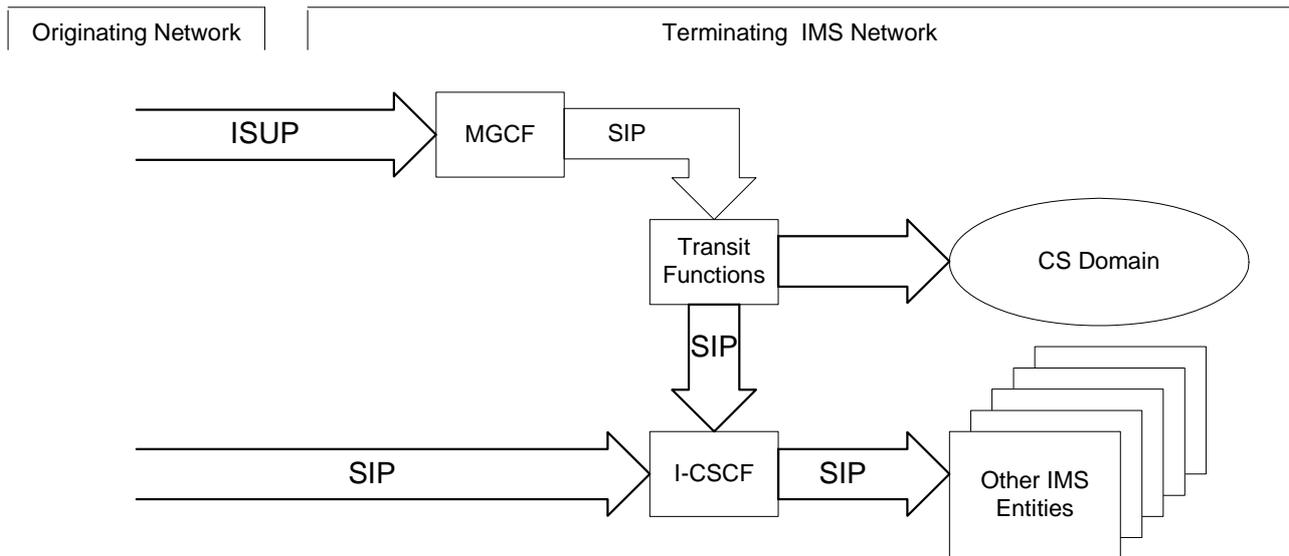 Originating Network
Terminating IMS Network
ISUP
MGCF
SIP
Transit
Functions
CS Domain
SIP
SIP
I-CSCF
SIP
Other IMS
Entities